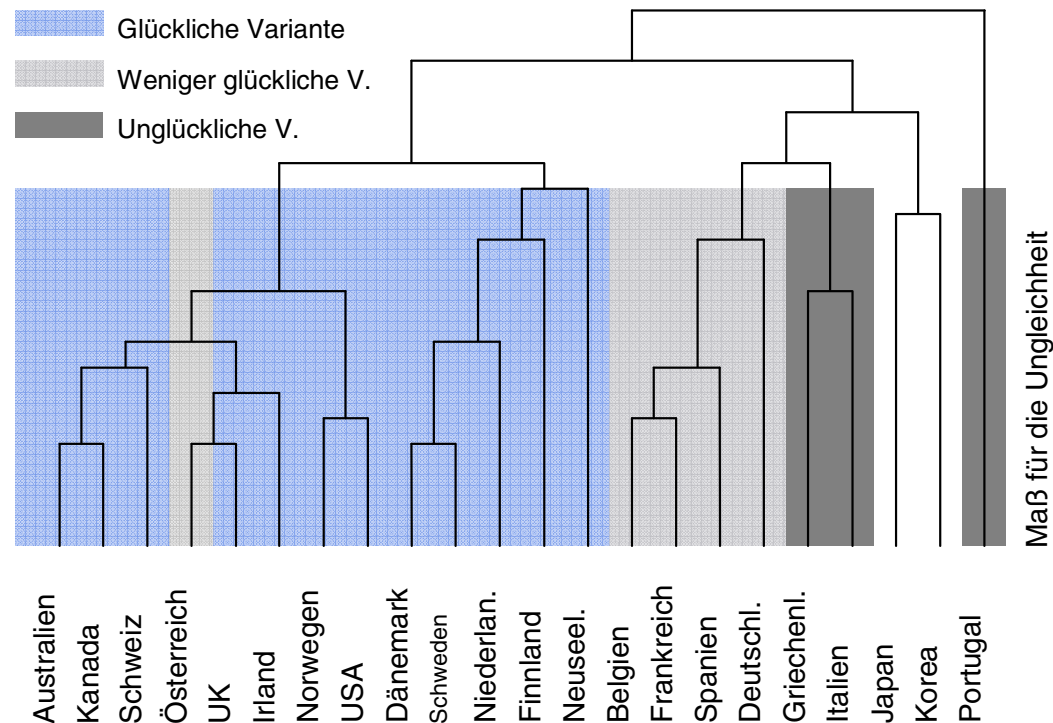 Glückliche Variante
Weniger glückliche V.
Unglückliche V.
Maß für die Ungleichheit
Australien
Kanada
Schweiz
Österreich
UK
Irland
Norwegen
USA
Dänemark
Schweden
Niederlan.
Finnland
Neuseel.
Belgien
Frankreich
Spanien
Deutschl.
Griechenl.
Italien
Japan
Korea
Portugal